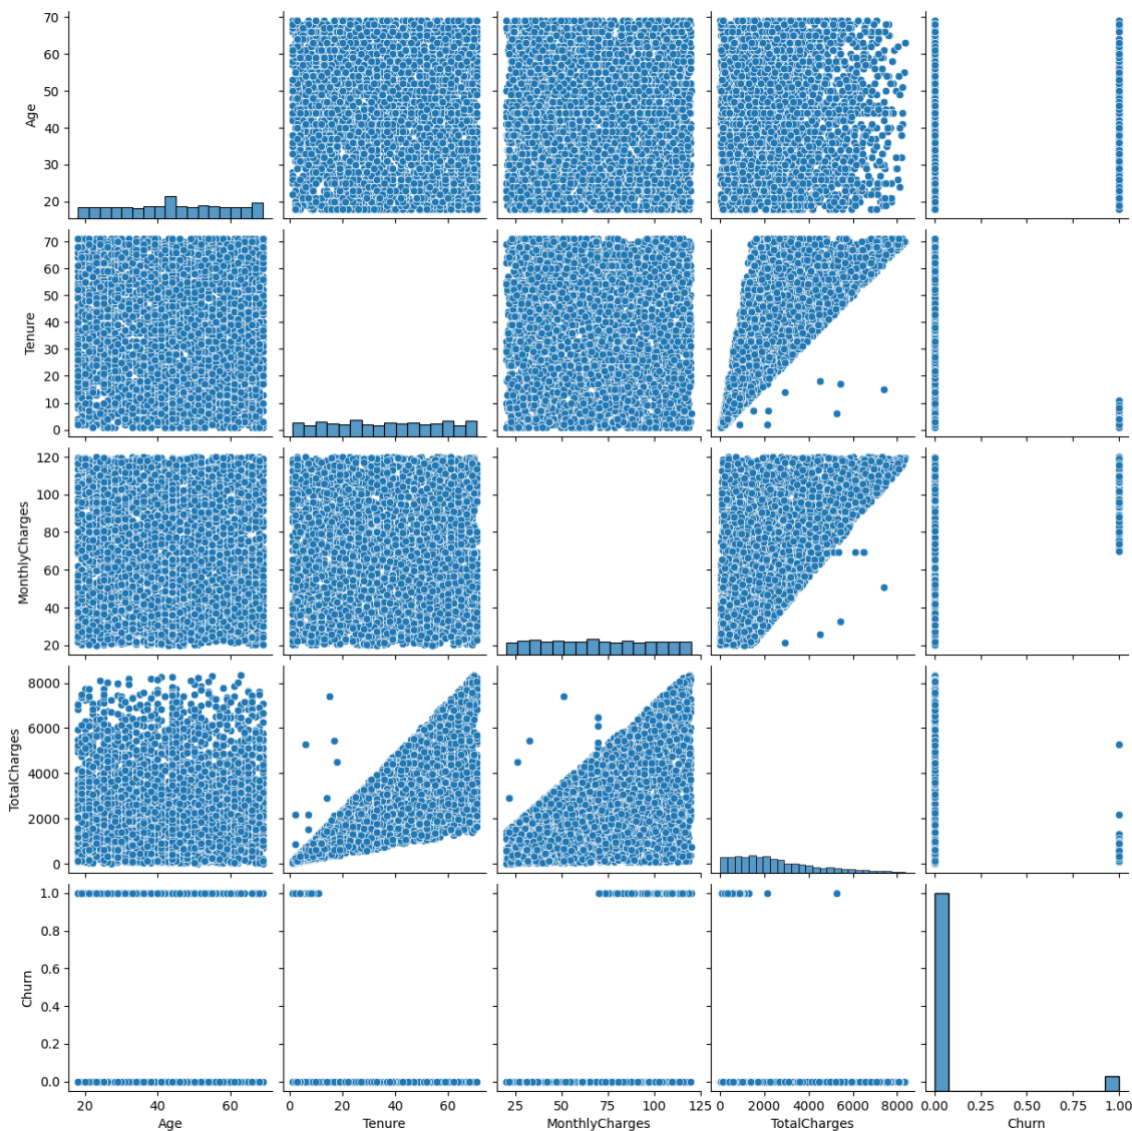 70
60
50
40
30
20
Age
70
60
50
40
30
20
10
0
Tenure
120
100
80
60
40
20
MonthlyCharges
8000
6000
4000
2000
0
TotalCharges
1.0
0.8
0.6
0.4
0.2
0.0
Churn
20 40 60
0 20 40 60
25 50 75 100 125
0 2000 4000 6000 8000
0.00 0.25 0.50 0.75 1.00
Age Tenure MonthlyCharges TotalCharges Churn